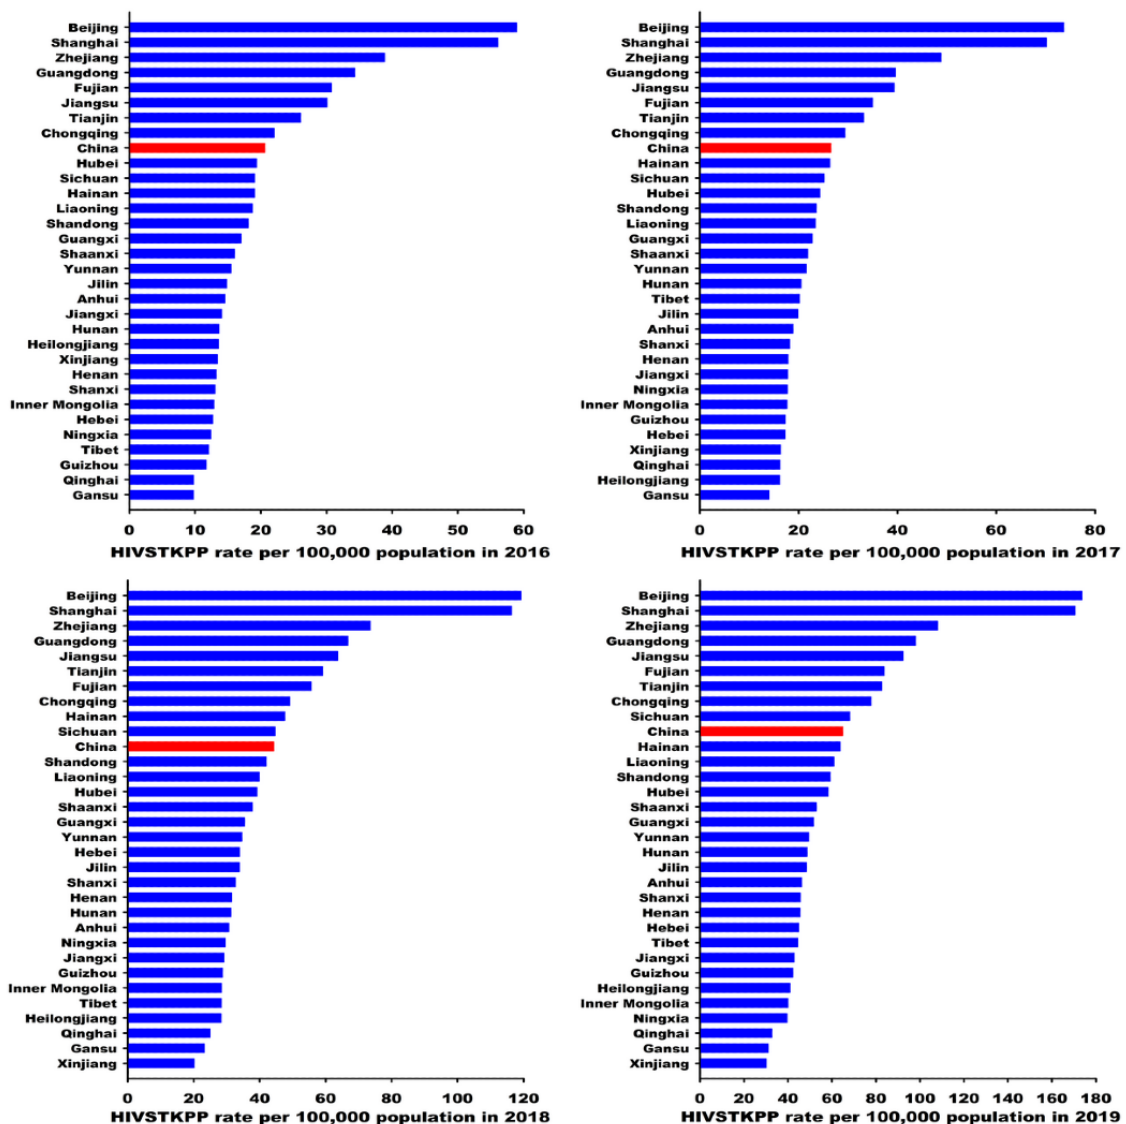 Beijing
Shanghai
Zhejiang
Guangdong
Fujian
Jiangsu
Tianjin
Chongqing
China
Hubei
Sichuan
Hainan
Liaoning
Shandong
Guangxi
Shaanxi
Yunnan
Jilin
Anhui
Jiangxi
Hunan
Heilongjiang
Xinjiang
Henan
Shanxi
Inner Mongolia
Hebei
Ningxia
Tibet
Guizhou
Qinghai
Gansu
0 10 20 30 40 50 60
HIVSTKPP rate per 100,000 population in 2016
Beijing
Shanghai
Zhejiang
Guangdong
Jiangsu
Fujian
Tianjin
Chongqing
China
Hainan
Sichuan
Hubei
Shandong
Liaoning
Guangxi
Shaanxi
Yunnan
Hunan
Tibet
Jilin
Anhui
Shanxi
Henan
Jiangxi
Ningxia
Inner Mongolia
Guizhou
Hebei
Xinjiang
Qinghai
Heilongjiang
Gansu
0 20 40 60 80
HIVSTKPP rate per 100,000 population in 2017
Beijing
Shanghai
Zhejiang
Guangdong
Jiangsu
Tianjin
Fujian
Chongqing
Hainan
Sichuan
China
Shandong
Liaoning
Hubei
Shaanxi
Guangxi
Yunnan
Hebei
Jilin
Shanxi
Henan
Hunan
Anhui
Ningxia
Jiangxi
Guizhou
Inner Mongolia
Tibet
Heilongjiang
Qinghai
Gansu
Xinjiang
0 20 40 60 80 100 120
HIVSTKPP rate per 100,000 population in 2018
Beijing
Shanghai
Zhejiang
Guangdong
Jiangsu
Fujian
Tianjin
Chongqing
Sichuan
China
Hainan
Liaoning
Shandong
Hubei
Shaanxi
Guangxi
Yunnan
Hunan
Jilin
Anhui
Shanxi
Henan
Hebei
Tibet
Jiangxi
Guizhou
Heilongjiang
Inner Mongolia
Ningxia
Qinghai
Gansu
Xinjiang
0 20 40 60 80 100 120 140 160 180
HIVSTKPP rate per 100,000 population in 2019